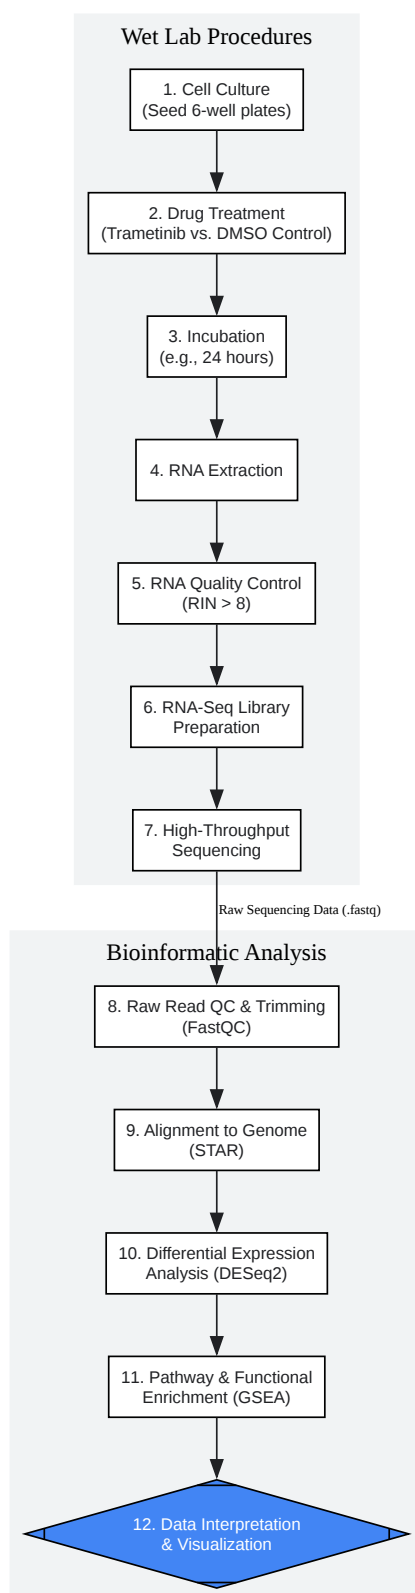 Wet Lab Procedures
1. Cell Culture
(Seed 6-well plates)
2. Drug Treatment
(Trametinib vs. DMSO Control)
3. Incubation
(e.g., 24 hours)
4. RNA Extraction
5. RNA Quality Control
(RIN > 8)
6. RNA-Seq Library
Preparation
7. High-Throughput
Sequencing
Raw Sequencing Data (.fastq)
Bioinformatic Analysis
8. Raw Read QC & Trimming
(FastQC)
9. Alignment to Genome
(STAR)
10. Differential Expression
Analysis (DESeq2)
11. Pathway & Functional
Enrichment (GSEA)
12. Data Interpretation
& Visualization